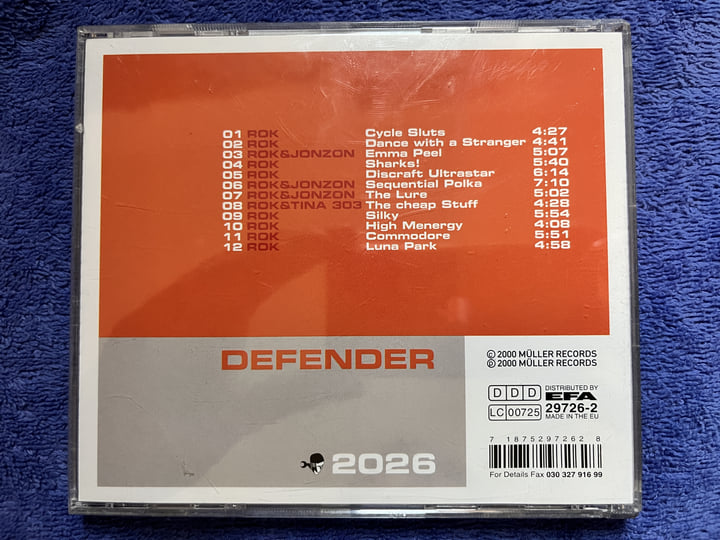 01 ROK Cycle Sluts 4:27
02 ROK Dance with a Stranger 4:41
03 ROK&JONZON Emma Peel 5:07
04 ROK Sharks! 5:40
05 ROK Discraft Ultrastar 6:14
06 ROK&JONZON Sequential Polka 7:10
07 ROK&JONZON The Lure 5:02
08 ROK&TINA 303 The cheap Stuff 4:28
09 ROK Silky 5:54
10 ROK High Menergy 4:08
11 ROK Commodore 5:51
12 ROK Luna Park 4:58
DEFENDER
© 2000 MÜLLER RECORDS
℗ 2000 MÜLLER RECORDS
DDD
LC 00725
DISTRIBUTED BY
EFA
29726-2
MADE IN THE EU
2026
7 18752 97262 8
For Details Fax 030 327 916 99